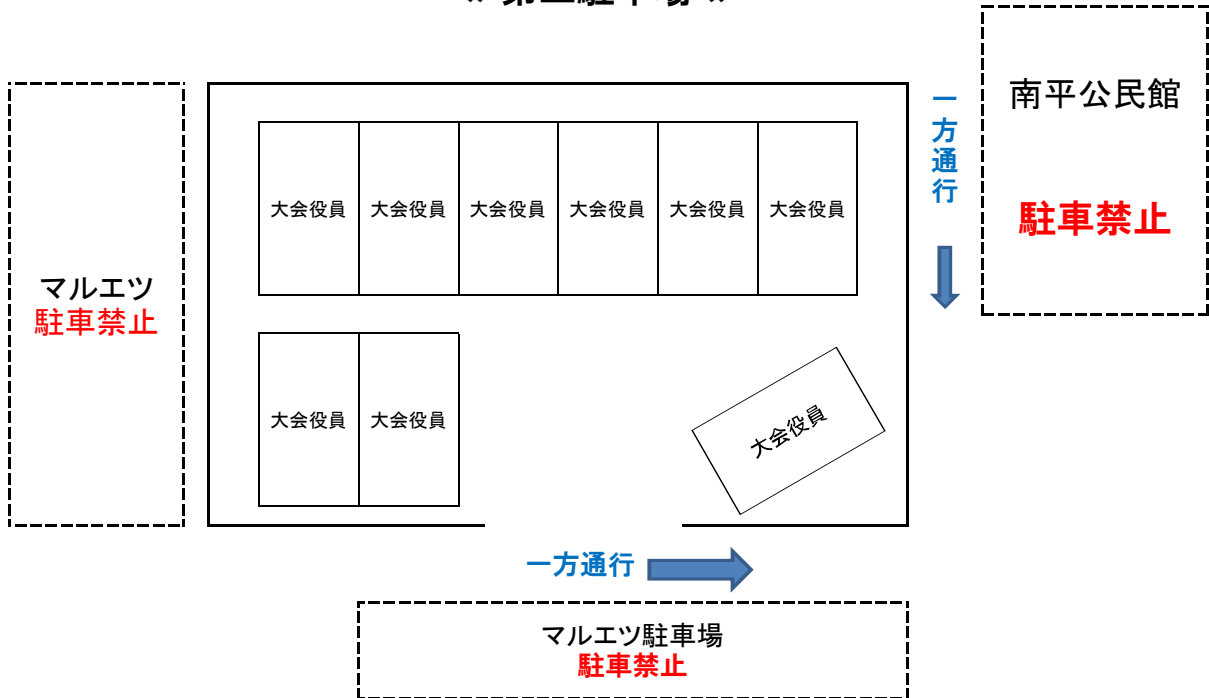 南平公民館
駐車禁止
一方通行
大会役員 大会役員 大会役員 大会役員 大会役員 大会役員
マルエツ
駐車禁止
大会役員 大会役員
大会役員
一方通行
マルエツ駐車場
駐車禁止